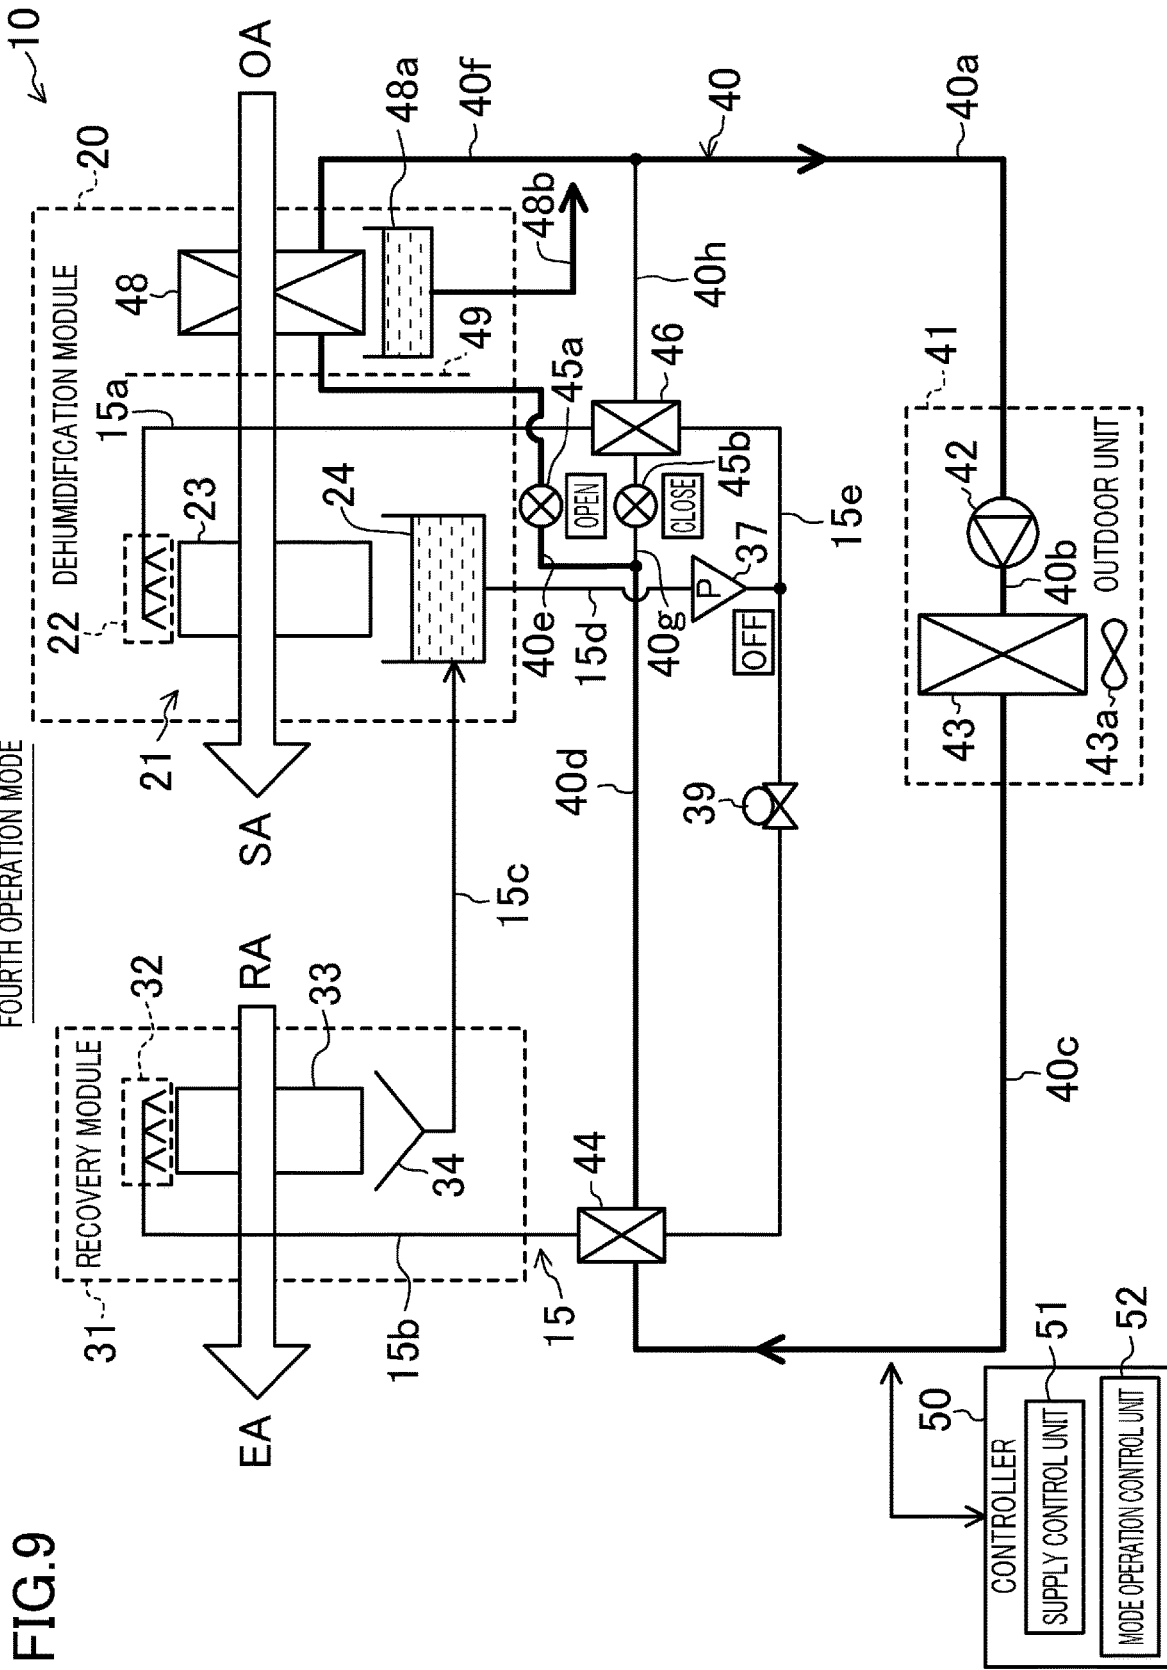 FIG.9
FOURTH OPERATION MODE
10
31
RECOVERY MODULE
32
22
DEHUMIDIFICATION MODULE
20
15a
48
23
21
EA
RA
SA
OA
33
24
48a
34
15b
15c
49
48b
40f
15
44
40e
15d
45a
OPEN
40d
40g
CLOSE
46
40h
40
45b
39
OFF
P
37
15e
41
50
43
42
40a
CONTROLLER
51
SUPPLY CONTROL UNIT
52
MODE OPERATION CONTROL UNIT
40c
40b
43a
OUTDOOR UNIT